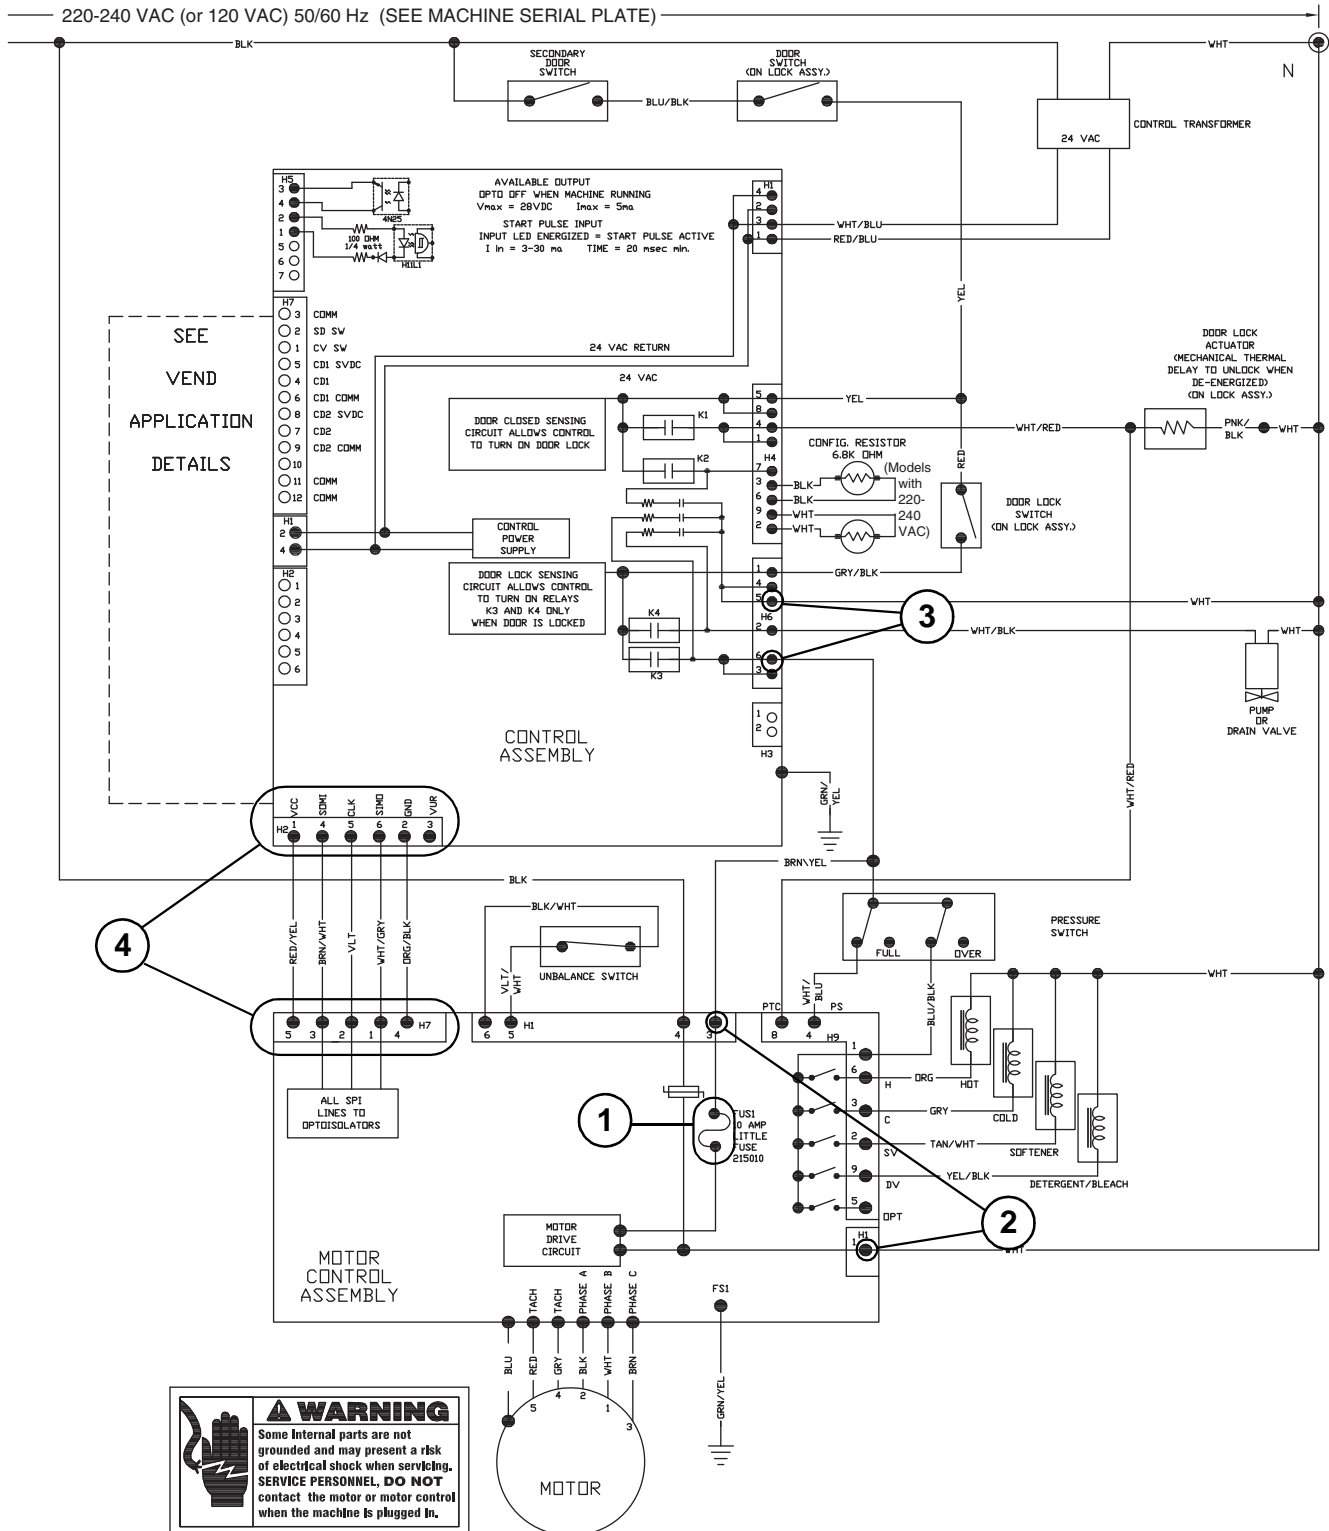 220-240 VAC (or 120 VAC) 50/60 Hz (SEE MACHINE SERIAL PLATE)
BLK
WHT
N
SECONDARY
DOOR
SWITCH
DOOR
SWITCH
(ON LOCK ASSY.)
BLU/BLK
CONTROL TRANSFORMER
24 VAC
H5
3
4
2
1
5
6
7
4N25
100 OHM
1/4 watt
H11L1
AVAILABLE OUTPUT
OPTO OFF WHEN MACHINE RUNNING
Vmax = 28VDC Imax = 5ma
START PULSE INPUT
INPUT LED ENERGIZED = START PULSE ACTIVE
I in = 3-30 ma TIME = 20 msec min.
H1
4
2
3
1
WHT/BLU
RED/BLU
YEL
SEE
VEND
APPLICATION
DETAILS
H7
3 COMM
2 SD SW
1 CV SW
5 CD1 5VDC
4 CD1
6 CD1 COMM
8 CD2 5VDC
7 CD2
9 CD2 COMM
10
11 COMM
12 COMM
24 VAC RETURN
24 VAC
DOOR CLOSED SENSING
CIRCUIT ALLOWS CONTROL
TO TURN ON DOOR LOCK
K1
K2
5
8
4
1
H4
7
3
6
9
2
YEL
WHT/RED
CONFIG. RESISTOR
6.8K OHM
(Models
with
220-
240
VAC)
BLK
BLK
WHT
WHT
RED
DOOR LOCK
ACTUATOR
(MECHANICAL THERMAL
DELAY TO UNLOCK WHEN
DE-ENERGIZED)
(ON LOCK ASSY.)
PNK/
BLK
WHT
DOOR LOCK
SWITCH
(ON LOCK ASSY.)
H1
2
4
CONTROL
POWER
SUPPLY
H2
1
2
3
4
5
6
DOOR LOCK SENSING
CIRCUIT ALLOWS CONTROL
TO TURN ON RELAYS
K3 AND K4 ONLY
WHEN DOOR IS LOCKED
K4
K3
1
4
5
H6
2
6
3
GRY/BLK
3
WHT
WHT/BLK
WHT
PUMP
OR
DRAIN VALVE
1
2
H3
CONTROL
ASSEMBLY
GRN/
YEL
WHT/RED
VCC
SOMI
CLK
SIMO
GND
VUR
H2
1
4
5
6
2
3
4
RED/YEL
BRN/WHT
VLT
WHT/GRY
ORG/BLK
BLK
BLK/WHT
VLT/
WHT
UNBALANCE SWITCH
BRN\YEL
FULL
OVER
PRESSURE
SWITCH
WHT/
BLU
BLU/BLK
WHT
5
3
2
1
4
H7
6
5
H1
4
3
PTC
8
4
PS
H9
1
6
H
3
C
2
SV
9
DV
5
OPT
ORG
GRY
TAN/WHT
YEL/BLK
HOT
COLD
SOFTENER
DETERGENT/BLEACH
ALL SPI
LINES TO
OPTOISOLATORS
1
FUS1
10 AMP
LITTLE
FUSE
215010
2
MOTOR
DRIVE
CIRCUIT
H1
1
WHT
MOTOR
CONTROL
ASSEMBLY
TACH
TACH
PHASE A
PHASE B
PHASE C
FS1
BLU
RED
GRY
BLK
WHT
BRN
GRN/YEL
5
4
2
1
3
MOTOR
WARNING
Some internal parts are not
grounded and may present a risk
of electrical shock when servicing.
SERVICE PERSONNEL, DO NOT
contact the motor or motor control
when the machine is plugged in.